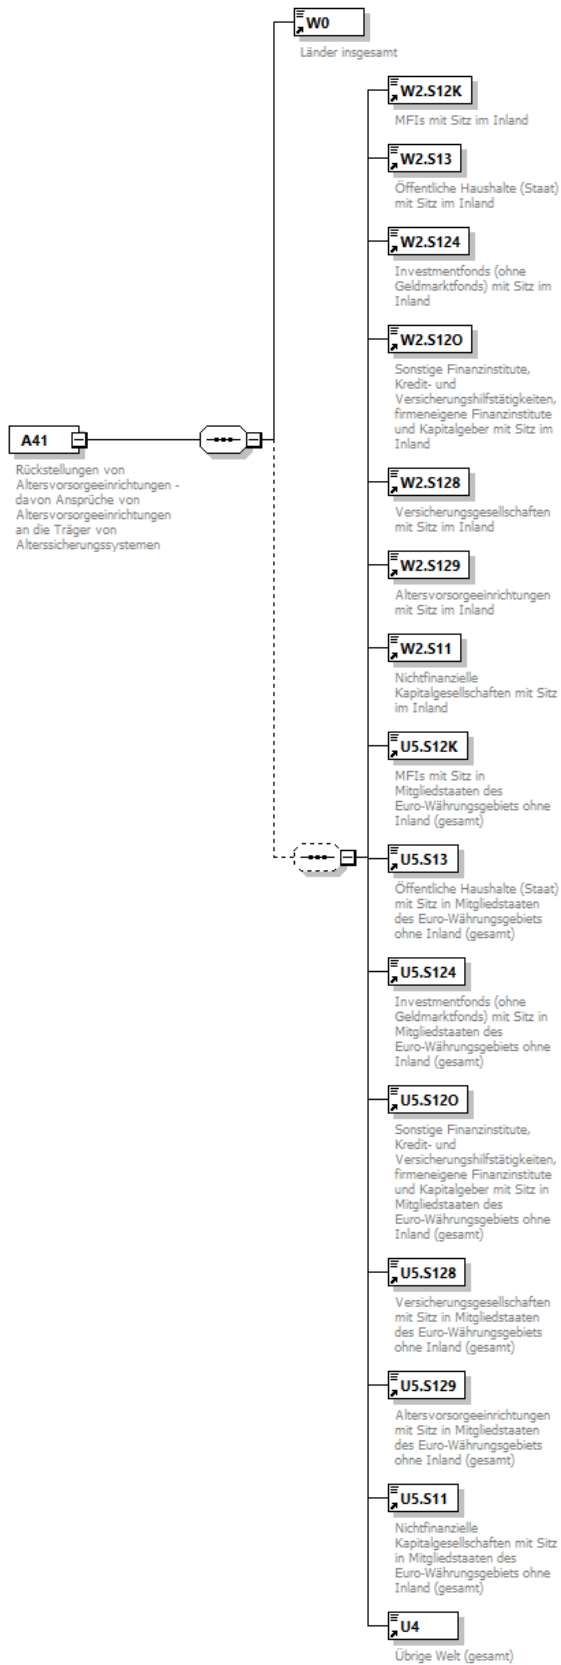 W0
Länder insgesamt
W2.S12K
MFIs mit Sitz im Inland
W2.S13
Öffentliche Haushalte (Staat)
mit Sitz im Inland
W2.S124
Investmentfonds (ohne
Geldmarktfonds) mit Sitz im
Inland
W2.S12O
Sonstige Finanzinstitute,
Kredit- und
Versicherungshilfstätigkeiten,
firmeneigene Finanzinstitute
und Kapitalgeber mit Sitz im
Inland
A41
Rückstellungen von
Altersvorsorgeeinrichtungen -
davon Ansprüche von
Altersvorsorgeeinrichtungen
an die Träger von
Alterssicherungssystemen
W2.S128
Versicherungsgesellschaften
mit Sitz im Inland
W2.S129
Altersvorsorgeeinrichtungen
mit Sitz im Inland
W2.S11
Nichtfinanzielle
Kapitalgesellschaften mit Sitz
im Inland
U5.S12K
MFIs mit Sitz in
Mitgliedstaaten des
Euro-Währungsgebiets ohne
Inland (gesamt)
U5.S13
Öffentliche Haushalte (Staat)
mit Sitz in Mitgliedstaaten
des Euro-Währungsgebiets
ohne Inland (gesamt)
U5.S124
Investmentfonds (ohne
Geldmarktfonds) mit Sitz in
Mitgliedstaaten des
Euro-Währungsgebiets ohne
Inland (gesamt)
U5.S12O
Sonstige Finanzinstitute,
Kredit- und
Versicherungshilfstätigkeiten,
firmeneigene Finanzinstitute
und Kapitalgeber mit Sitz in
Mitgliedstaaten des
Euro-Währungsgebiets ohne
Inland (gesamt)
U5.S128
Versicherungsgesellschaften
mit Sitz in Mitgliedstaaten
des Euro-Währungsgebiets
ohne Inland (gesamt)
U5.S129
Altersvorsorgeeinrichtungen
mit Sitz in Mitgliedstaaten
des Euro-Währungsgebiets
ohne Inland (gesamt)
U5.S11
Nichtfinanzielle
Kapitalgesellschaften mit Sitz
in Mitgliedstaaten des
Euro-Währungsgebiets ohne
Inland (gesamt)
U4
Übrige Welt (gesamt)